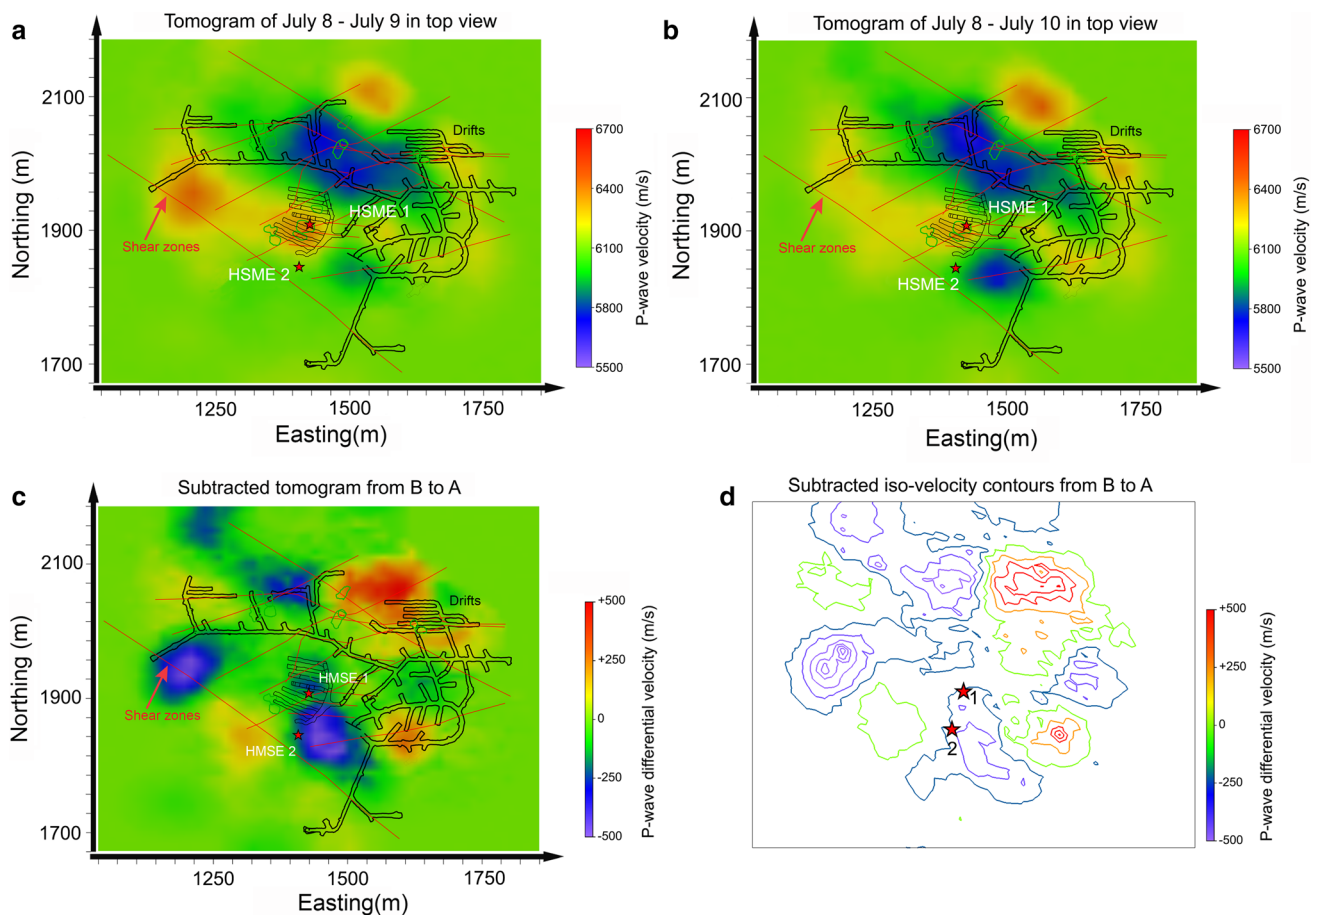 a
Tomogram of July 8 - July 9 in top view
2100
2000
1900
1700
Northing (m)
Drifts
HSME 1
Shear zones
HSME 2
1250
1500
1750
Easting(m)
6700
6400
6100
5800
5500
P-wave velocity (m/s)
b
Tomogram of July 8 - July 10 in top view
2100
2000
1900
1700
Northing (m)
Drifts
HSME 1
Shear zones
HSME 2
1250
1500
1750
Easting(m)
6700
6400
6100
5800
5500
P-wave velocity (m/s)
c
Subtracted tomogram from B to A
2100
2000
1900
1700
Northing (m)
Drifts
HMSE 1
Shear zones
HMSE 2
1250
1500
1750
Easting(m)
+500
+250
0
-250
-500
P-wave differential velocity (m/s)
d
Subtracted iso-velocity contours from B to A
1
2
+500
+250
0
-250
-500
P-wave differential velocity (m/s)